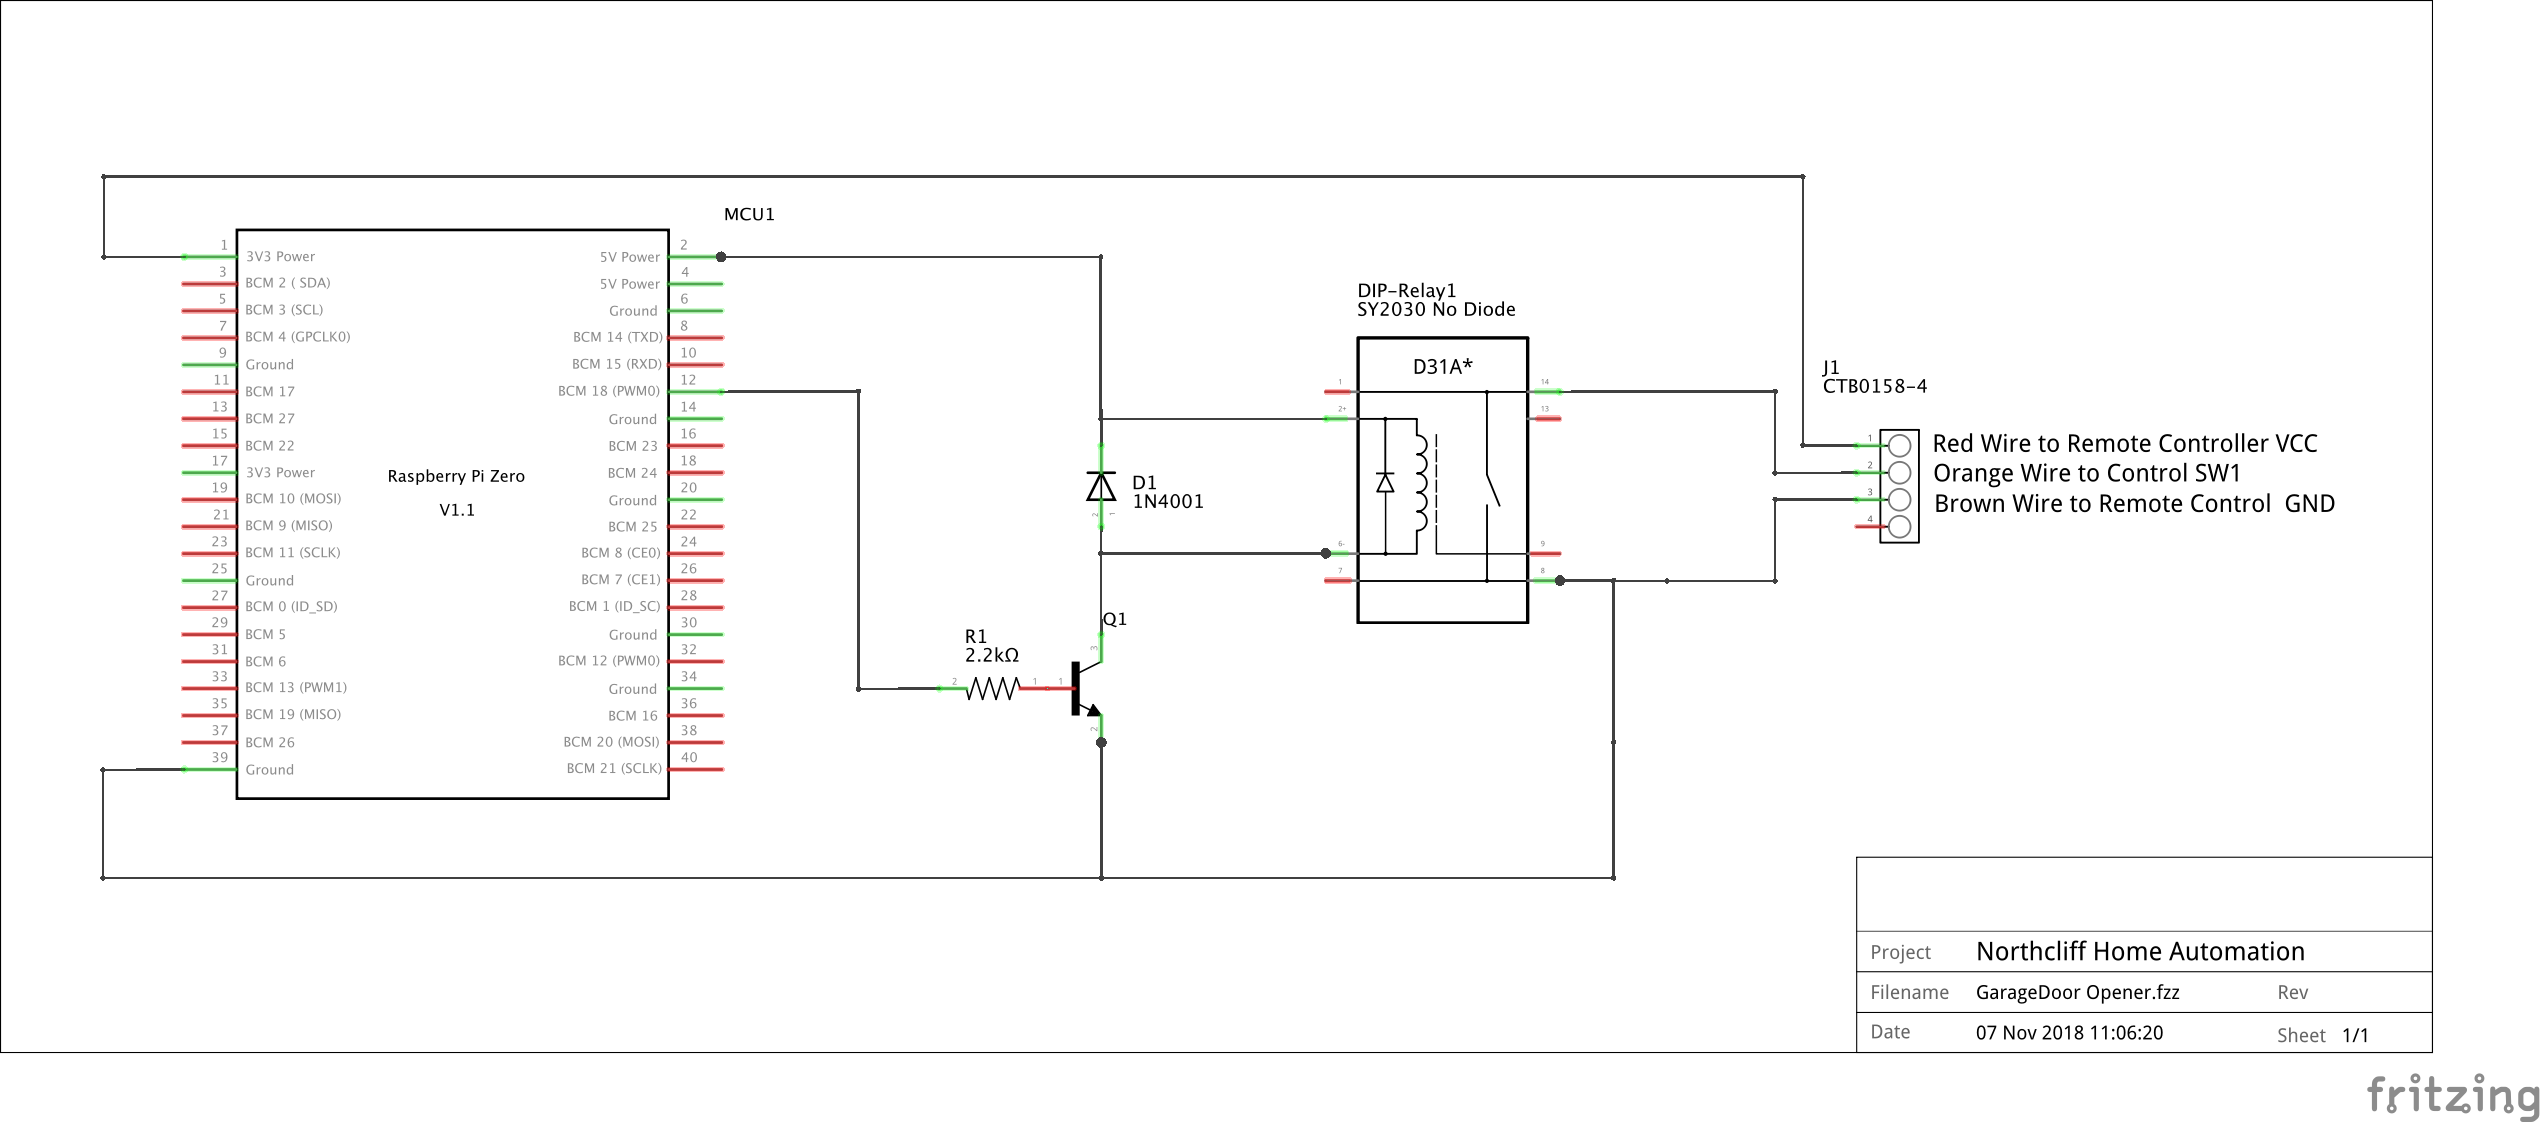 MCU1
1
3V3 Power
5V Power
2
3
BCM 2 ( SDA)
5V Power
4
5
BCM 3 (SCL)
Ground
6
7
BCM 4 (GPCLK0)
BCM 14 (TXD)
8
9
Ground
BCM 15 (RXD)
10
11
BCM 17
BCM 18 (PWM0)
12
13
BCM 27
Ground
14
15
BCM 22
BCM 23
16
17
3V3 Power
BCM 24
18
19
BCM 10 (MOSI)
Ground
20
21
BCM 9 (MISO)
BCM 25
22
23
BCM 11 (SCLK)
BCM 8 (CE0)
24
25
Ground
BCM 7 (CE1)
26
27
BCM 0 (ID_SD)
BCM 1 (ID_SC)
28
29
BCM 5
Ground
30
31
BCM 6
BCM 12 (PWM0)
32
33
BCM 13 (PWM1)
Ground
34
35
BCM 19 (MISO)
BCM 16
36
37
BCM 26
BCM 20 (MOSI)
38
39
Ground
BCM 21 (SCLK)
40
Raspberry Pi Zero
V1.1
D1
1N4001
2
1
Q1
3
1
2
R1
2.2kΩ
2
1
DIP-Relay1
SY2030 No Diode
D31A*
1
2+
6-
7
14
13
9
8
J1
CTB0158-4
1
2
3
4
Red Wire to Remote Controller VCC
Orange Wire to Control SW1
Brown Wire to Remote Control  GND
Project Northcliff Home Automation
Filename GarageDoor Opener.fzz Rev
Date 07 Nov 2018 11:06:20 Sheet 1/1
fritzing